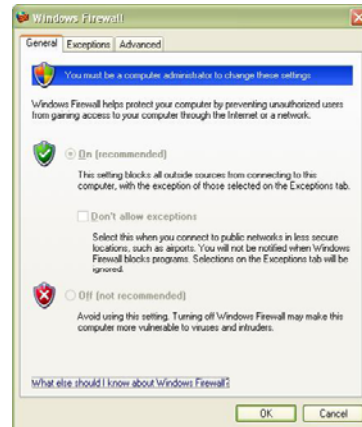 Windows Firewall
General Exceptions Advanced
You must be a computer administrator to change these settings
Windows Firewall helps protect your computer by preventing unauthorized users
from gaining access to your computer through the Internet or a network.
On (recommended)
This setting blocks all outside sources from connecting to this
computer, with the exception of those selected on the Exceptions tab.
Don't allow exceptions
Select this when you connect to public networks in less secure
locations, such as airports. You will not be notified when Windows
Firewall blocks programs. Selections on the Exceptions tab will be
ignored.
Off (not recommended)
Avoid using this setting. Turning off Windows Firewall may make this
computer more vulnerable to viruses and intruders.
What else should I know about Windows Firewall?
OK Cancel